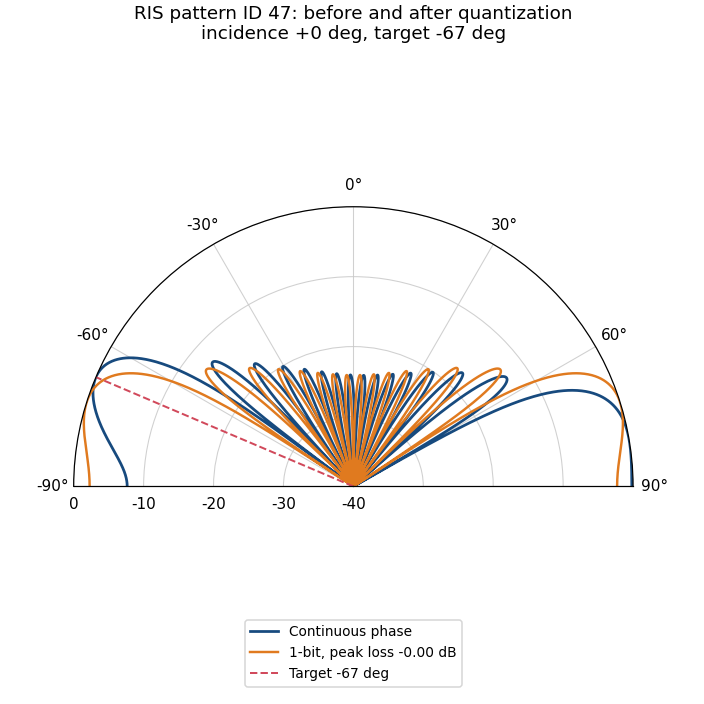 RIS pattern ID 47: before and after quantization
incidence +0 deg, target -67 deg
0°
-30°
30°
-60°
60°
-90°
90°
0
-10
-20
-30
-40
Continuous phase
1-bit, peak loss -0.00 dB
Target -67 deg